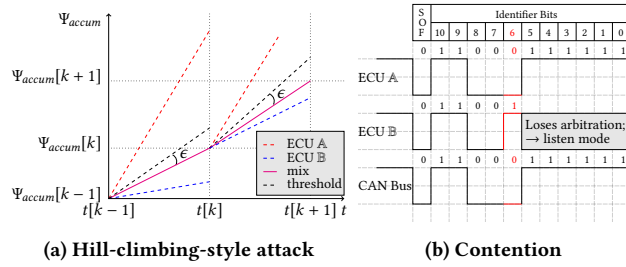 Ψaccum
Ψaccum[k + 1]
Ψaccum[k]
Ψaccum[k − 1]
ϵ
ϵ
t[k − 1]
t[k]
t[k + 1] t
ECU 𝔸
ECU 𝔹
mix
threshold
(a) Hill-climbing-style attack
S
O
F
Identifier Bits
10 9 8 7 6 5 4 3 2 1 0
0 1 1 0 0 0 1 1 1 1 1 1
ECU 𝔸
0 1 1 0 0 1
ECU 𝔹
Loses arbitration;
→ listen mode
0 1 1 0 0 0 1 1 1 1 1 1
CAN Bus
(b) Contention